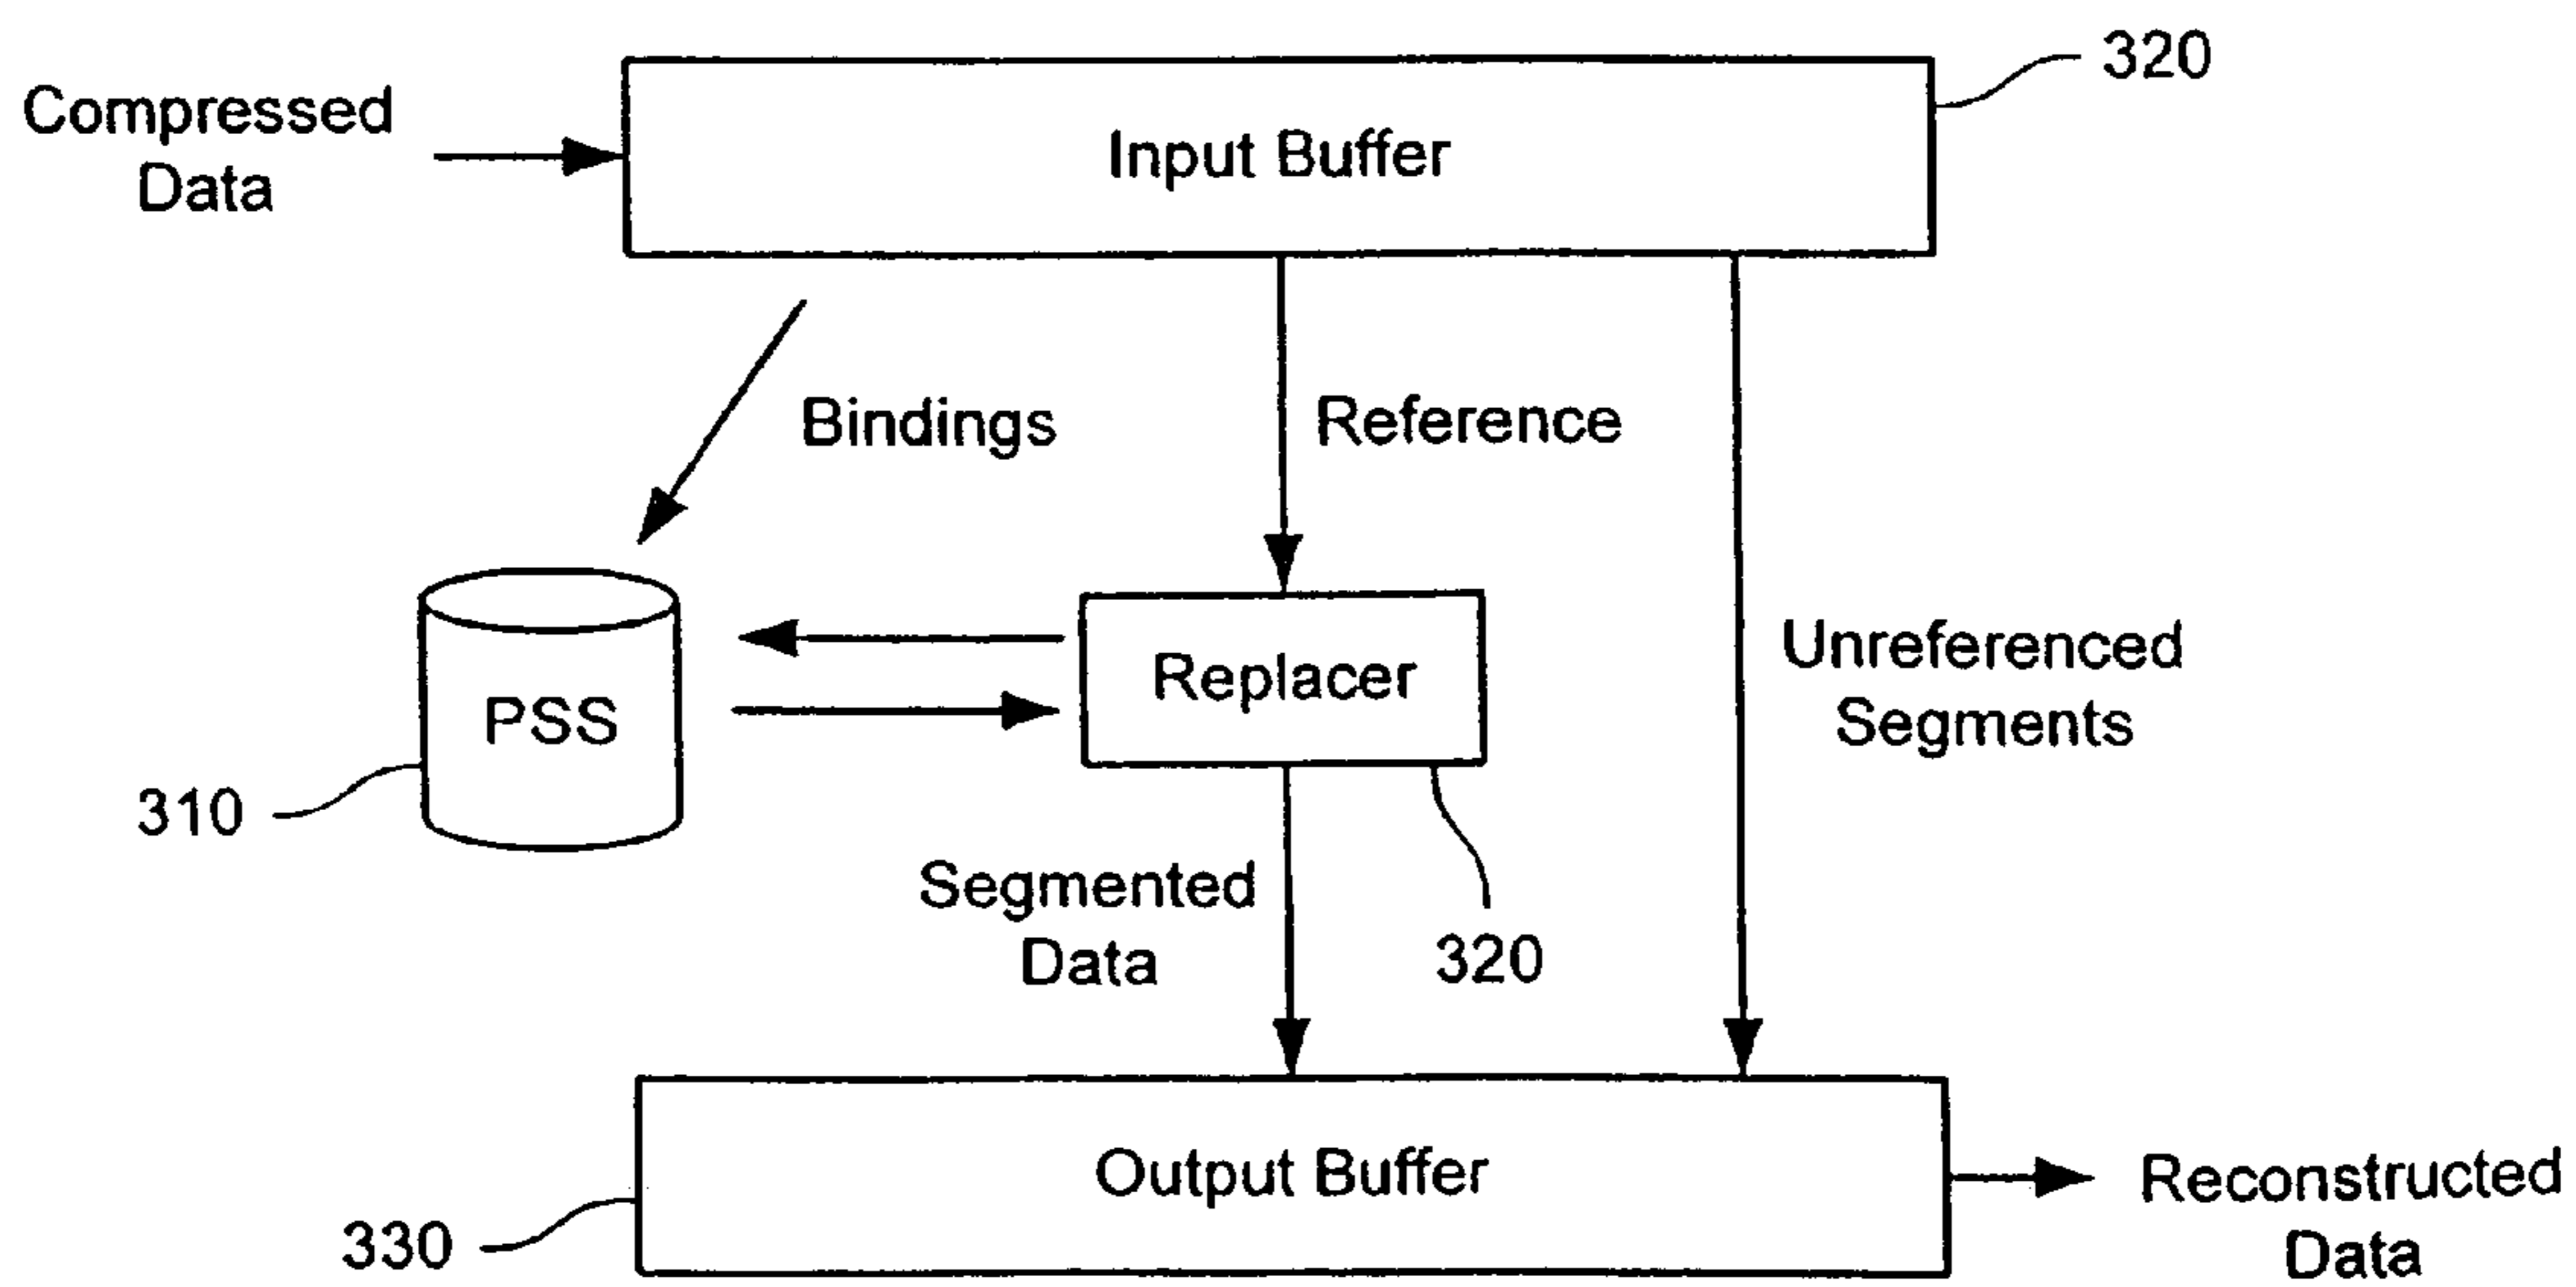 320
Compressed
Data
Input Buffer
Bindings
Reference
Unreferenced
Segments
Replacer
PSS
310
Segmented
Data
320
Output Buffer
330
Reconstructed
Data